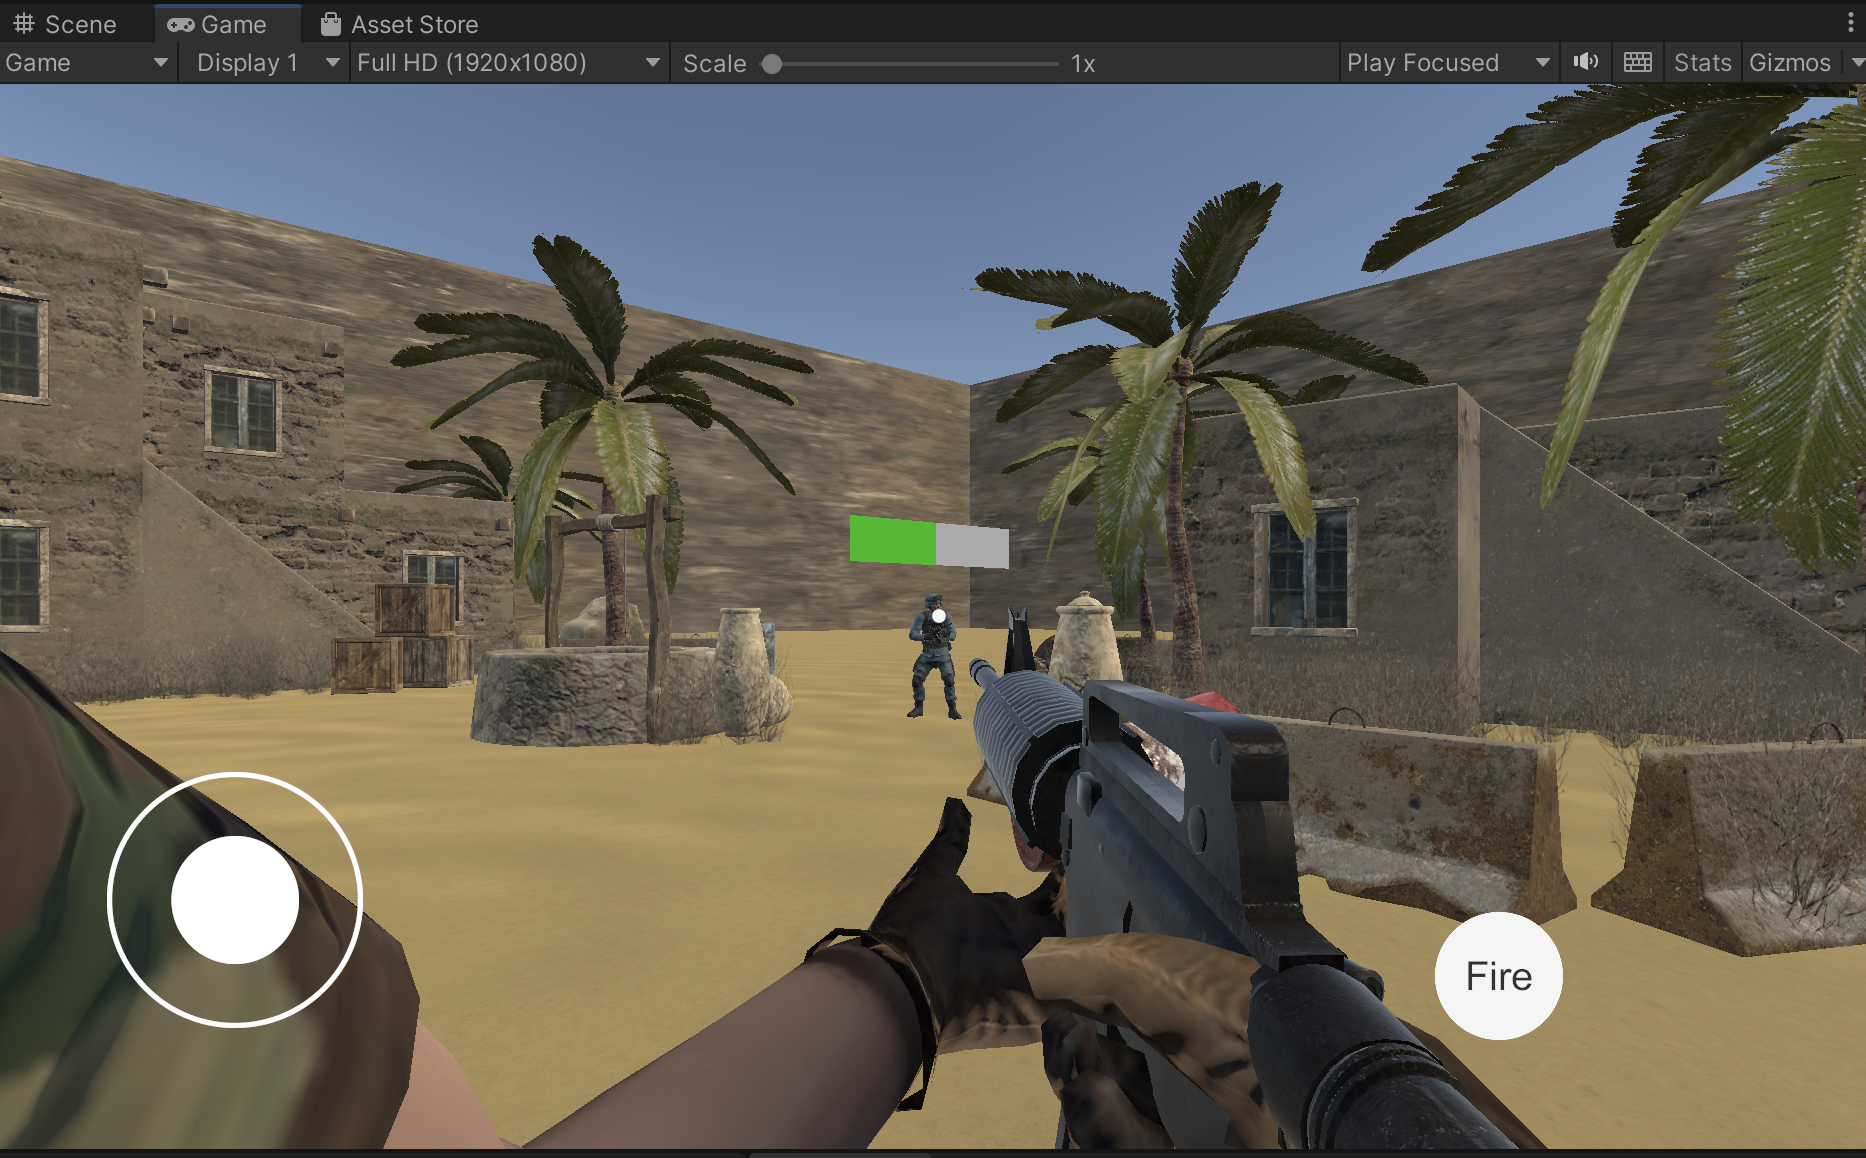 Scene Game Asset Store
Game Display 1 Full HD (1920x1080) Scale 1x Play Focused Stats Gizmos
Fire